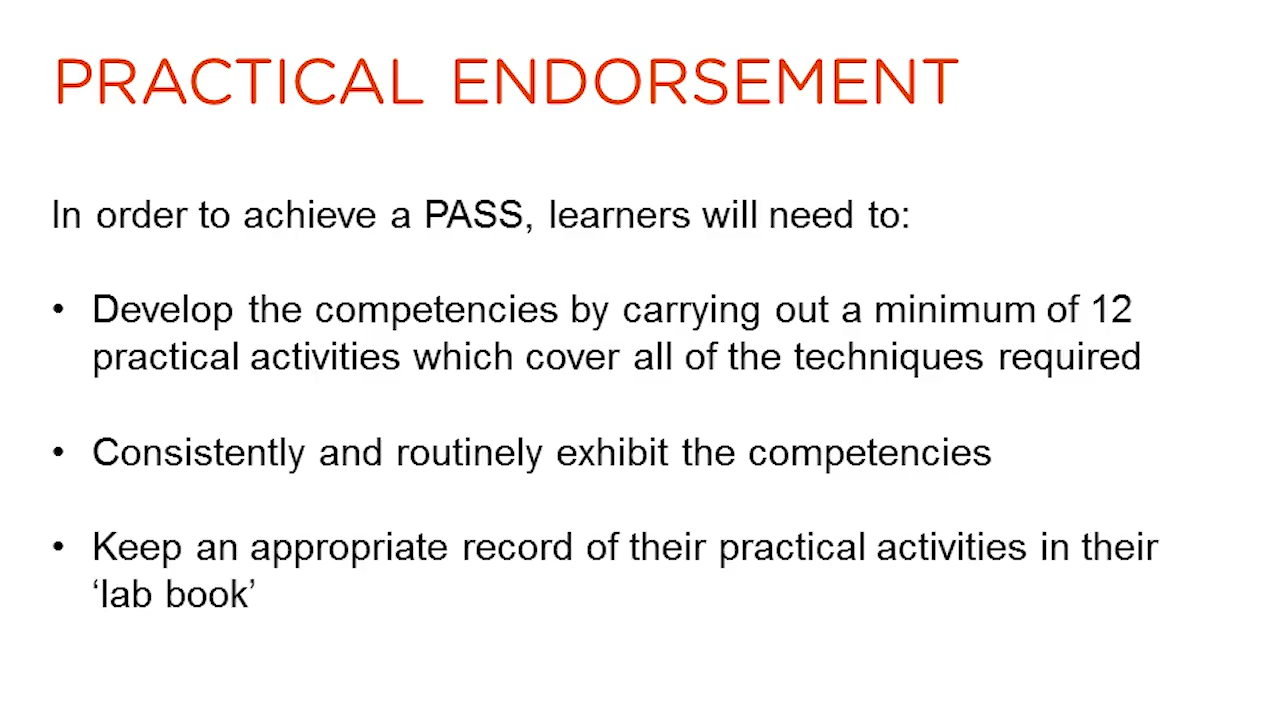 PRACTICAL ENDORSEMENT
In order to achieve a PASS, learners will need to:
• Develop the competencies by carrying out a minimum of 12
practical activities which cover all of the techniques required
• Consistently and routinely exhibit the competencies
• Keep an appropriate record of their practical activities in their
‘lab book’